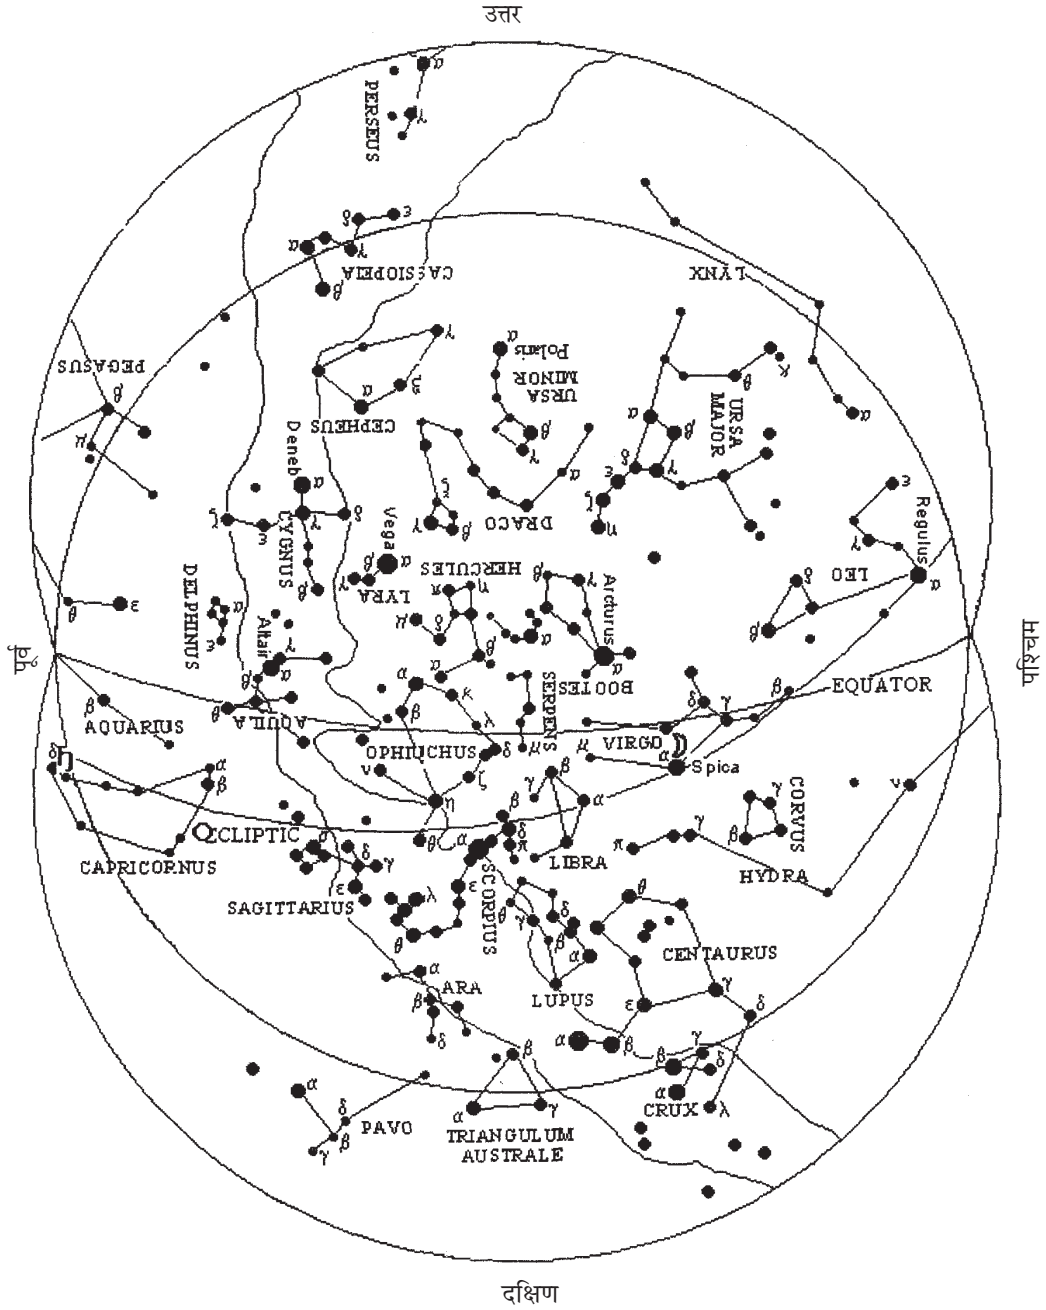 उत्तर
α
PERSEUS
γ
δ
ε
α
γ
CASSIOPEIA
β
LYNX
γ
α
Polaris
URSA
MINOR
κ
θ
URSA
MAJOR
PEGASUS
β
α
ζ
CEPHEUS
α
β
γ
α
β
μ
Deneb
α
δ
γ
ε
ζ
α
ε
Regulus
ζ
ε
γ
δ
CYGNUS
ζ
γ
β
DRACO
η
γ
Vega
α
β
γ
LYRA
HERCULES
π
η
β
γ
Arcturus
δ
LEO
α
β
θ
ε
DELPHINUS
α
ε
β
μ
δ
α
β
पूर्व
Altair
γ
α
β
α
α
BOOTES
पश्चिम
β
AQUARIUS
θ
AQUILA
β
κ
λ
SERPENS
μ
μ
VIRGO
δ
γ
β
EQUATOR
δ
α
β
OPHIUCHUS
ν
δ
ζ
η
γ
β
α
α
Spica
CORVUS
γ
β
ν
ECLIPTIC
CAPRICORNUS
θ
β
δ
α
π
LIBRA
π
γ
HYDRA
σ
δ
γ
ε
SAGITTARIUS
λ
θ
ε
SCORPIUS
θ
γ
δ
β
α
θ
CENTAURUS
α
ARA
β
δ
LUPUS
ε
γ
δ
α
β
β
γ
δ
α
CRUX
λ
β
α
γ
TRIANGULUM
AUSTRALE
α
δ
β
γ
PAVO
दक्षिण